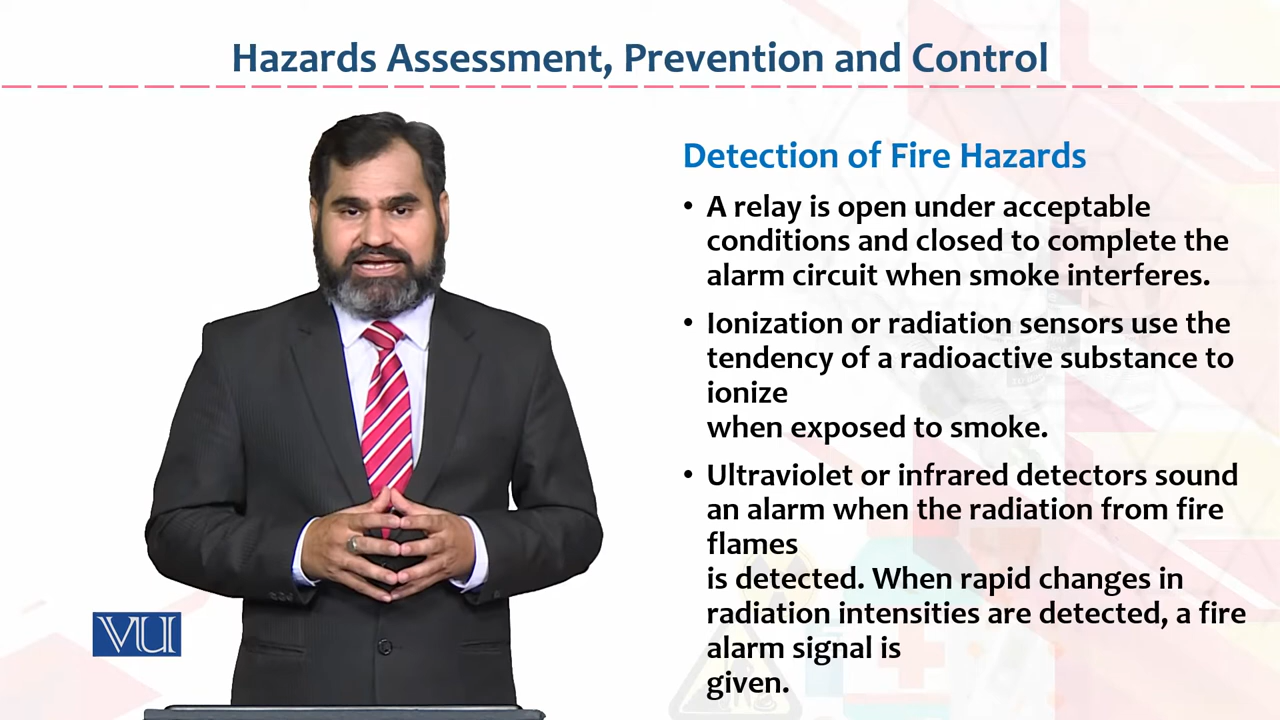 Hazards Assessment, Prevention and Control
Detection of Fire Hazards
• A relay is open under acceptable
conditions and closed to complete the
alarm circuit when smoke interferes.
• Ionization or radiation sensors use the
tendency of a radioactive substance to
ionize
when exposed to smoke.
• Ultraviolet or infrared detectors sound
an alarm when the radiation from fire
flames
is detected. When rapid changes in
radiation intensities are detected, a fire
alarm signal is
given.
VU